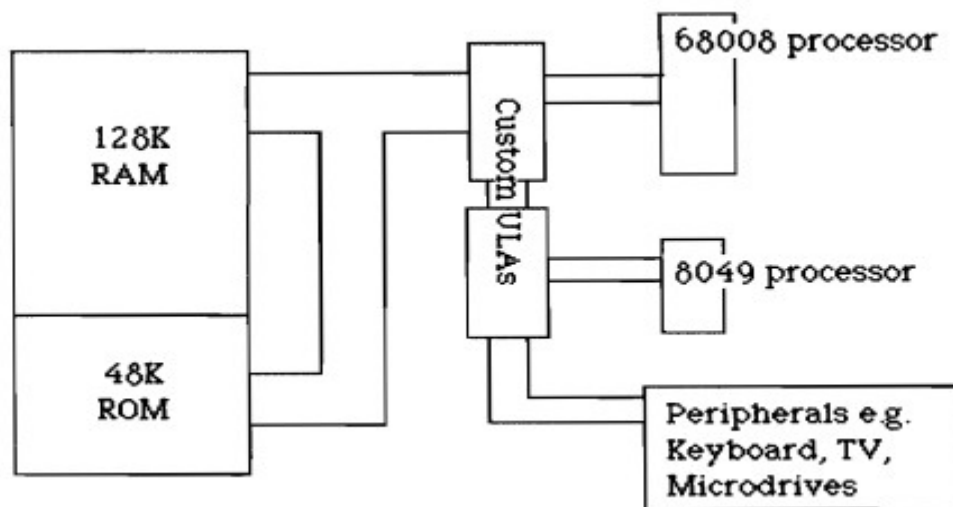 68008 processor
128K
RAM
Custom ULAs
8049 processor
48K
ROM
Peripherals e.g.
Keyboard, TV,
Microdrives